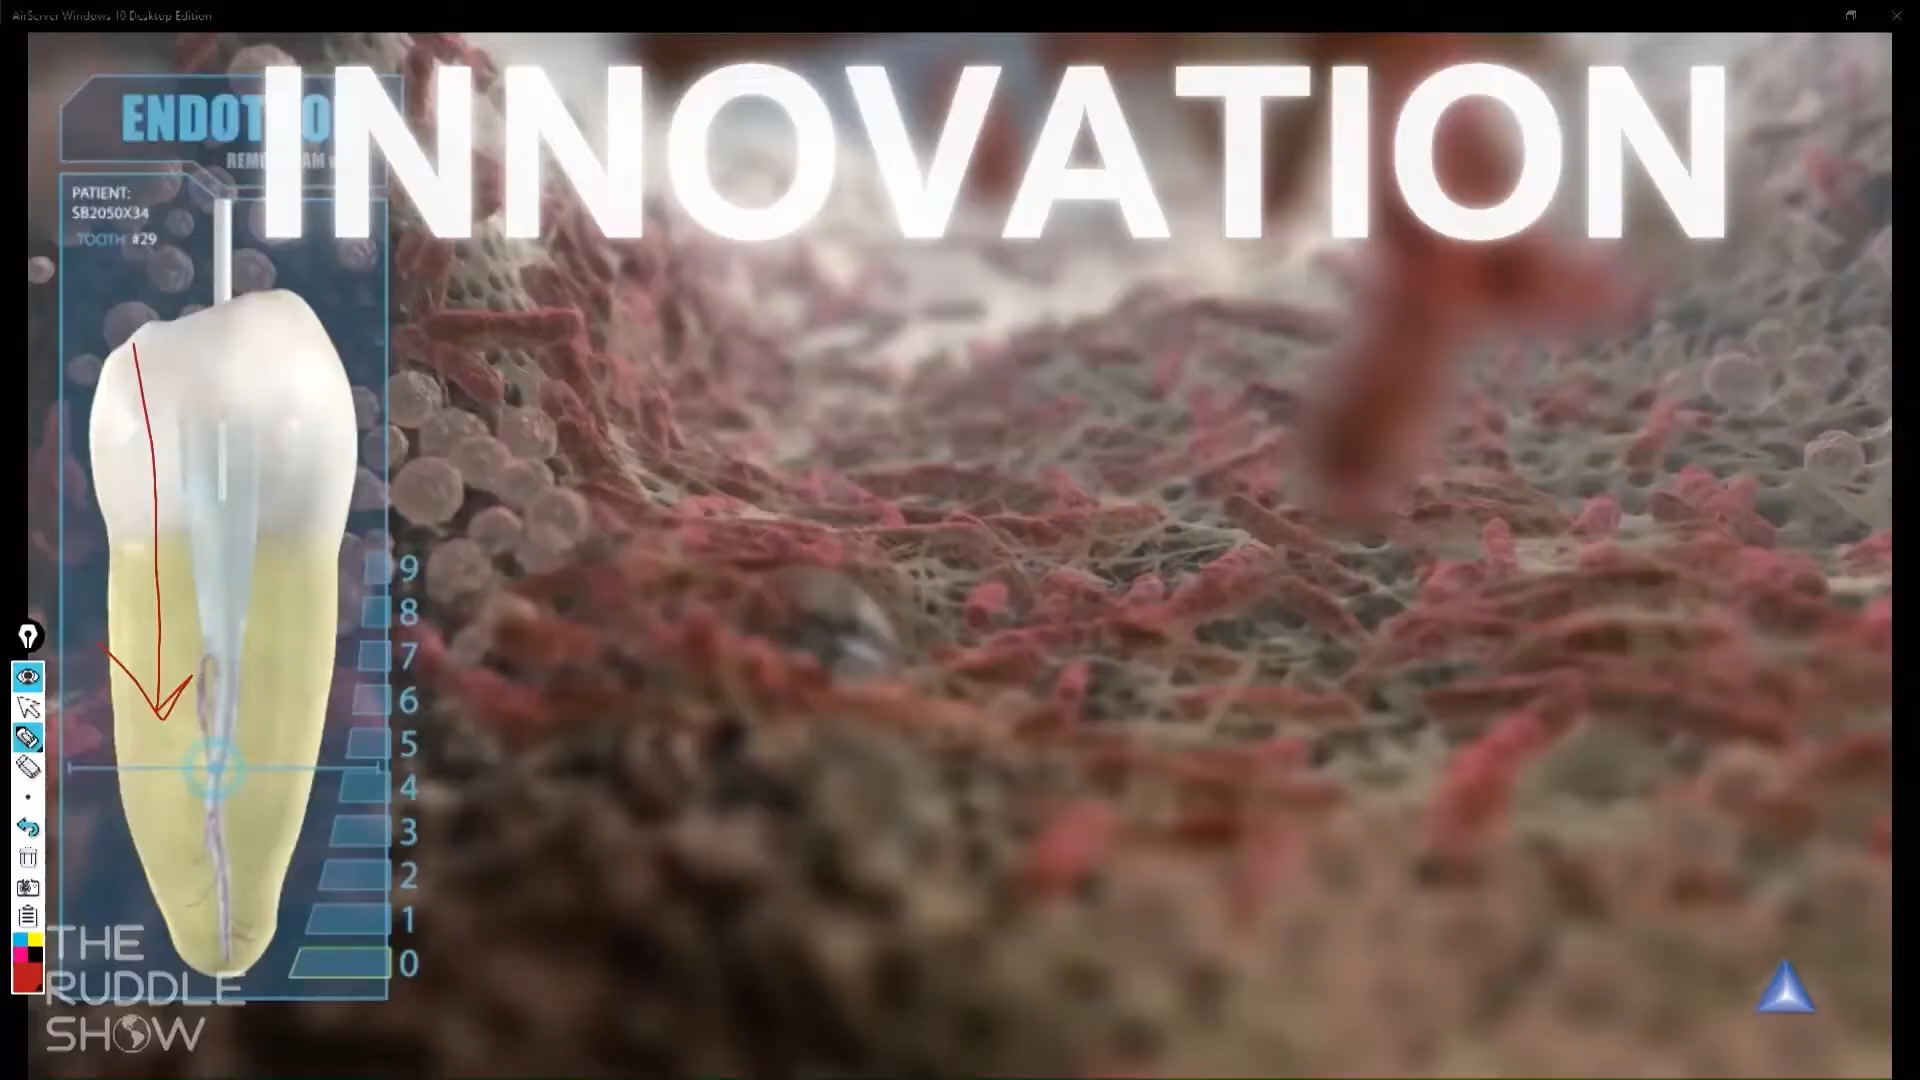 AirServer Windows 10 Desktop Edition
INNOVATION
PATIENT:
SB2050X34
TOOTH #29
9
8
7
6
5
4
3
2
1
0
THE
RUDDLE
SHOW